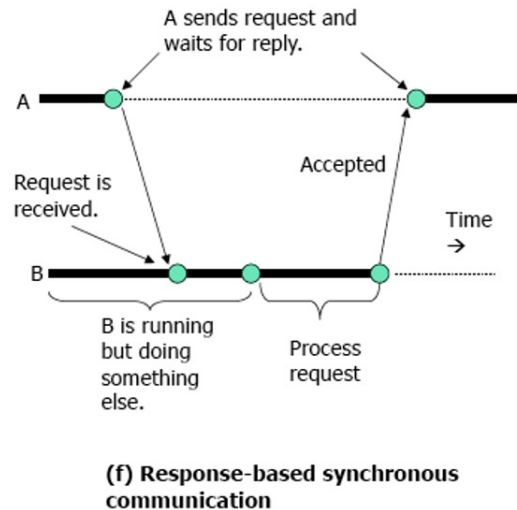 A sends request and
waits for reply.
A
Accepted
Request is
received.
Time
→
B
B is running
but doing
something
else.
Process
request
(f) Response-based synchronous
communication